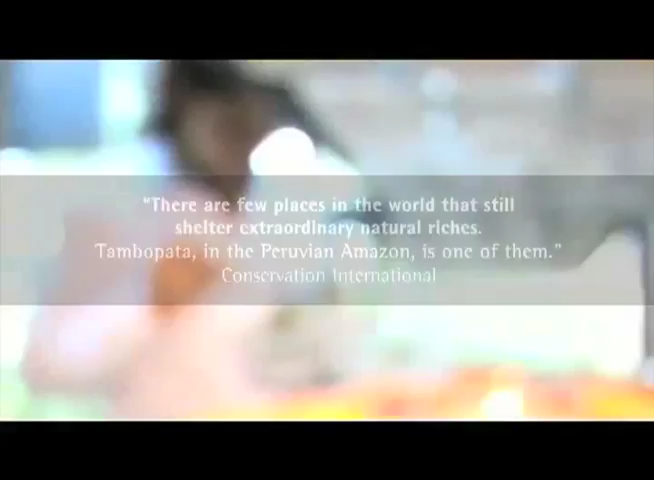 "There are few places in the world that still
shelter extraordinary natural riches.
Tambopata, in the Peruvian Amazon, is one of them."
Conservation International